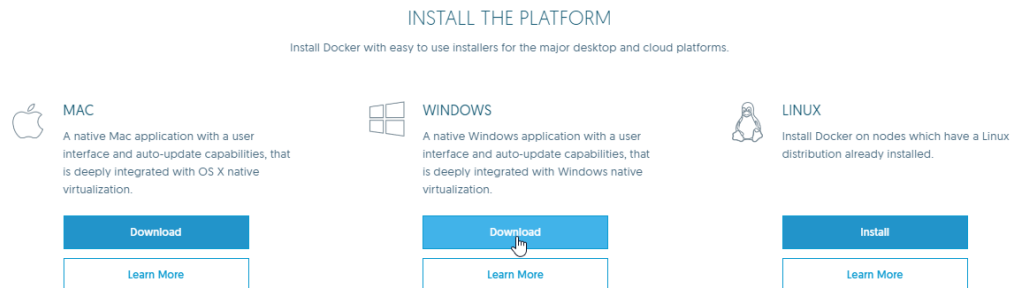 INSTALL THE PLATFORM
Install Docker with easy to use installers for the major desktop and cloud platforms.
MAC
A native Mac application with a user
interface and auto-update capabilities, that
is deeply integrated with OS X native
virtualization.
Download
Learn More
WINDOWS
A native Windows application with a user
interface and auto-update capabilities, that
is deeply integrated with Windows native
virtualization.
Download
Learn More
LINUX
Install Docker on nodes which have a Linux
distribution already installed.
Install
Learn More